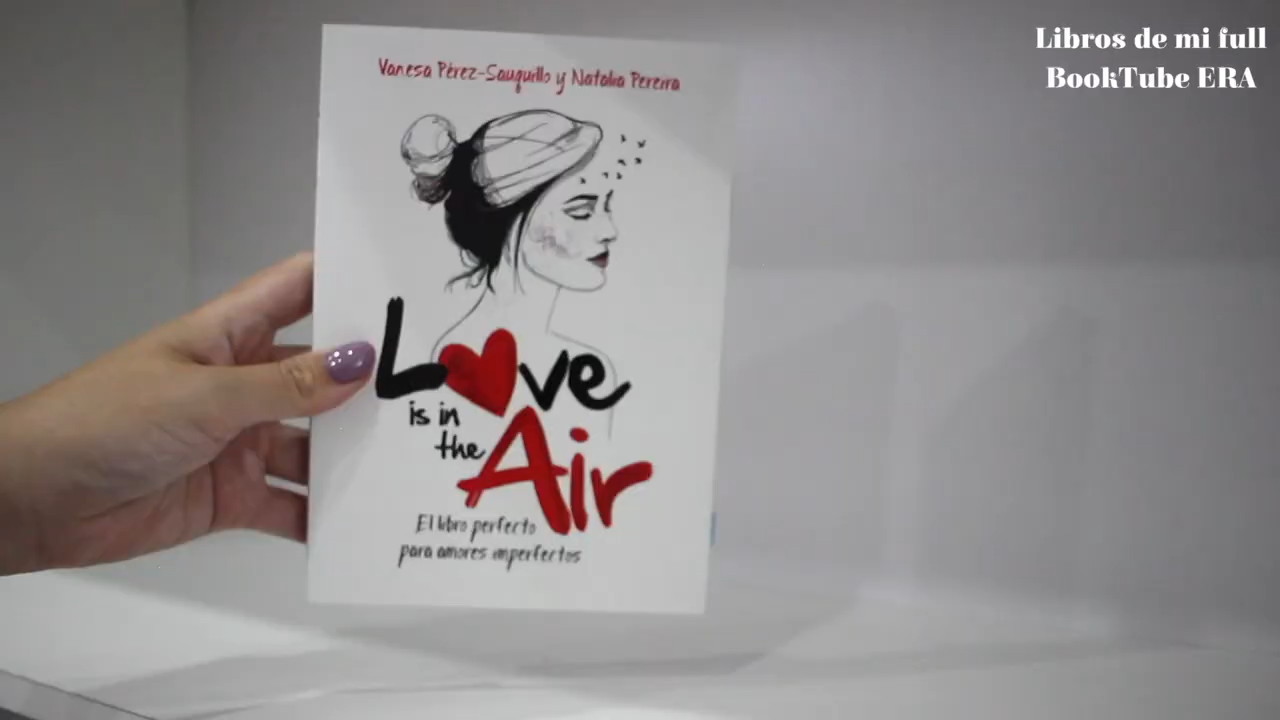 Libros de mi full
BookTube ERA
Vanesa Pérez-Sauquillo y Natalia Pereira
Love
is in
the Air
El libro perfecto
para amores imperfectos